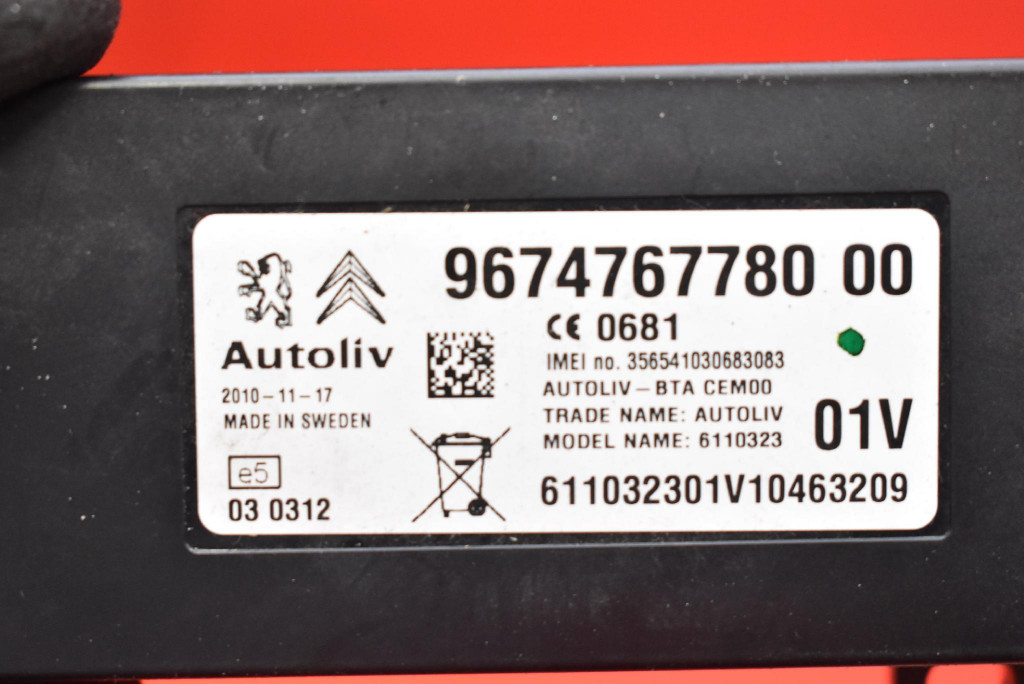 9674767780 00
CE 0681
IMEI no. 356541030683083
Autoliv
AUTOLIV-BTA CEM00
2010-11-17
TRADE NAME: AUTOLIV
MADE IN SWEDEN
01V
MODEL NAME: 6110323
e5
611032301V10463209
03 0312